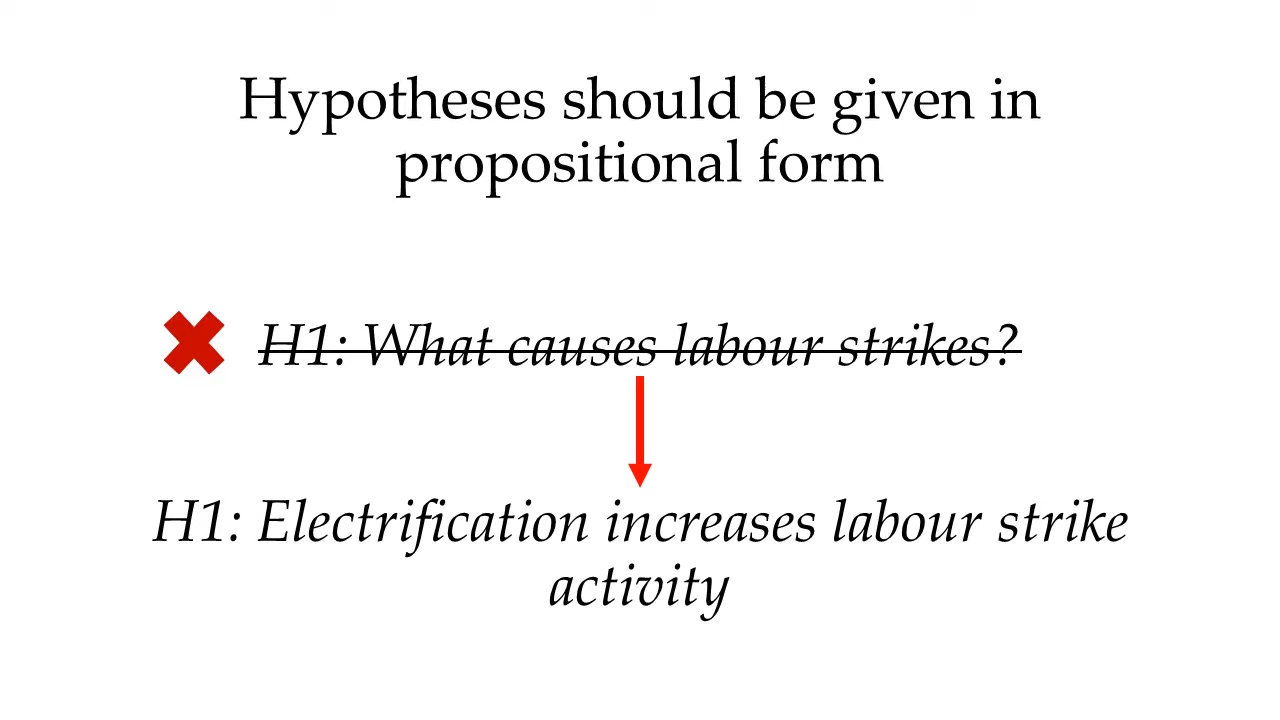 Hypotheses should be given in
propositional form
H1: What causes labour strikes?
H1: Electrification increases labour strike
activity